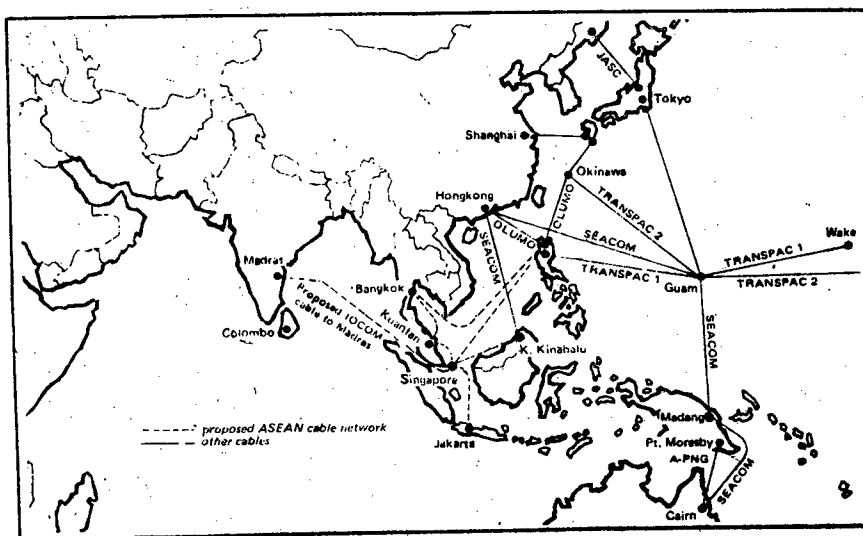 JASC
Tokyo
Shanghai
Okinawa
Hongkong
OLUMO
OLUMO
TRANSPAC 2
SEACOM
SEACOM
Wake
TRANSPAC 1
TRANSPAC 1
TRANSPAC 2
Guam
Madras
Bangkok
Proposed IOCOM
cable to Madras
Kuantan
Colombo
K. Kinabalu
Singapore
SEACOM
Madang
Pt. Moresby
A-PNG
SEACOM
Cairn
Jakarta
proposed ASEAN cable network
other cables